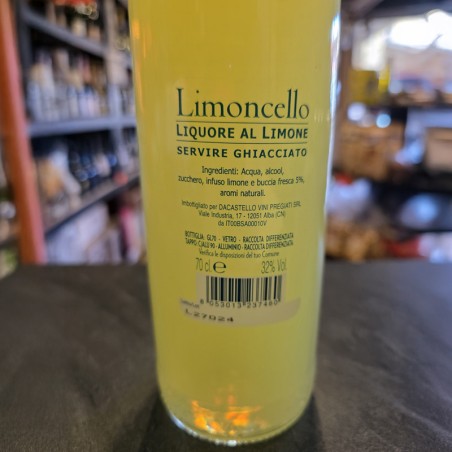 Limoncello
LIQUORE AL LIMONE
SERVIRE GHIACCIATO
Ingredienti: Acqua, alcool,
zucchero, infuso limone e buccia fresca 5%,
aromi naturali.
Imbottigliato per DACASTELLO VINI PREGIATI SRL
Viale Industria, 17 - 12051 Alba (CN)
da IT00BSA00010V
BOTTIGLIA: GL70 - VETRO - RACCOLTA DIFFERENZIATA
TAPPO: C/ALU 90 - ALLUMINIO - RACCOLTA DIFFERENZIATA
Verifica le disposizioni del tuo Comune
70 cl. e 32% Vol.
8 053013 237480
L27024